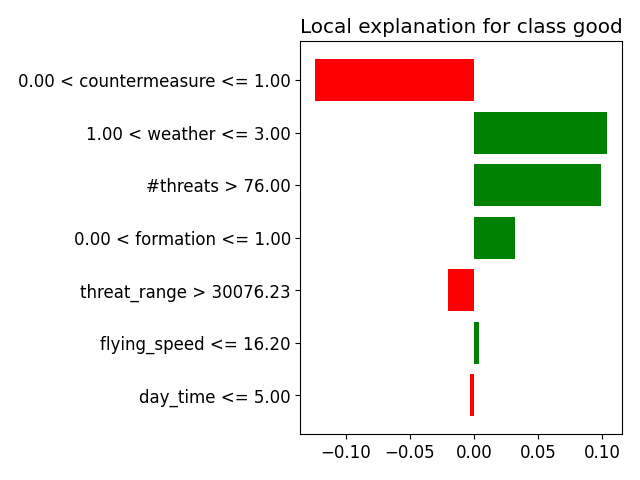 Local explanation for class good
0.00 < countermeasure <= 1.00
1.00 < weather <= 3.00
#threats > 76.00
0.00 < formation <= 1.00
threat_range > 30076.23
flying_speed <= 16.20
day_time <= 5.00
−0.10 −0.05 0.00 0.05 0.10